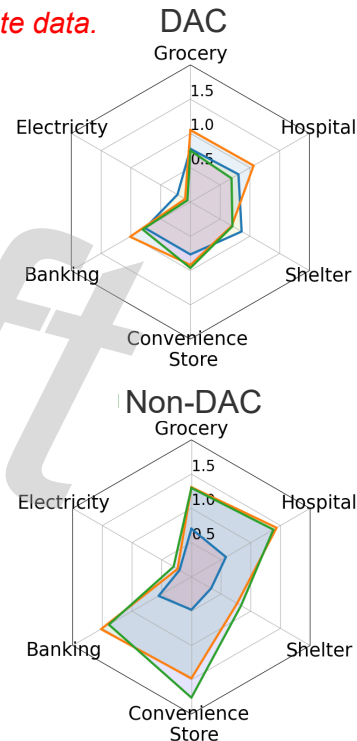 te data.
DAC
Grocery
1.5
1.0
Electricity
Hospital
0.5
Banking
Shelter
Convenience
Store
ft
Non-DAC
Grocery
1.5
1.0
Electricity
Hospital
0.5
Banking
Shelter
Convenience
Store